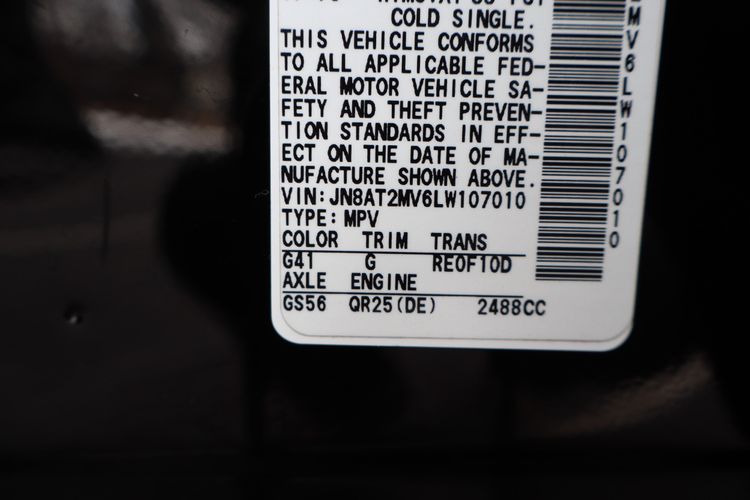 COLD SINGLE.
THIS VEHICLE CONFORMS
TO ALL APPLICABLE FED-
ERAL MOTOR VEHICLE SA-
FETY AND THEFT PREVEN-
TION STANDARDS IN EFF-
ECT ON THE DATE OF MA-
NUFACTURE SHOWN ABOVE.
VIN:JN8AT2MV6LW107010
TYPE:MPV
COLOR TRIM TRANS
G41 G RE0F10D
AXLE ENGINE
GS56 QR25(DE) 2488CC
MV6LW107010